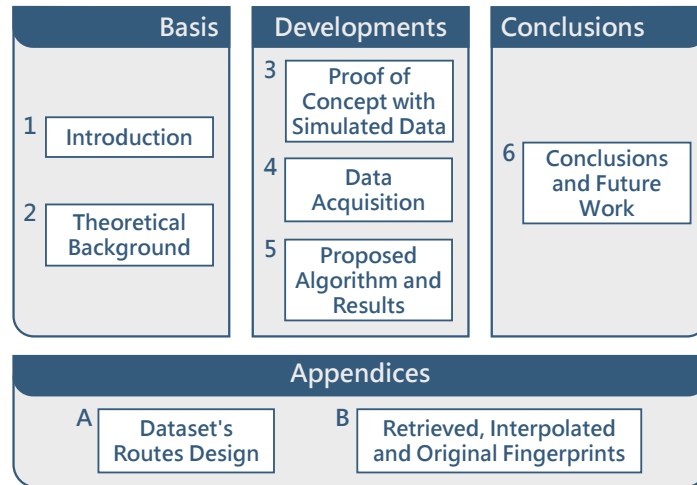 Basis
1
Introduction
2
Theoretical
Background
Developments
3
Proof of
Concept with
Simulated Data
4
Data
Acquisition
5
Proposed
Algorithm and
Results
Conclusions
6
Conclusions
and Future
Work
Appendices
A
Dataset's
Routes Design
B
Retrieved, Interpolated
and Original Fingerprints